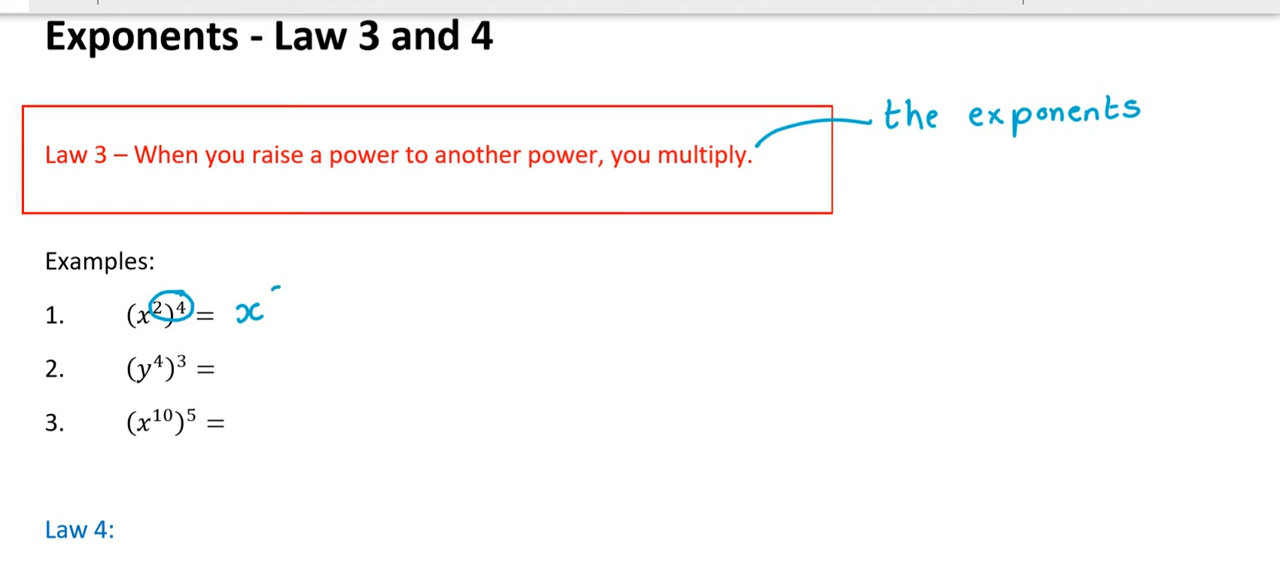 Exponents - Law 3 and 4
the exponents
Law 3 – When you raise a power to another power, you multiply.
Examples:
1. (x²)⁴ = x
2. (y⁴)³ =
3. (x¹⁰)⁵ =
Law 4: